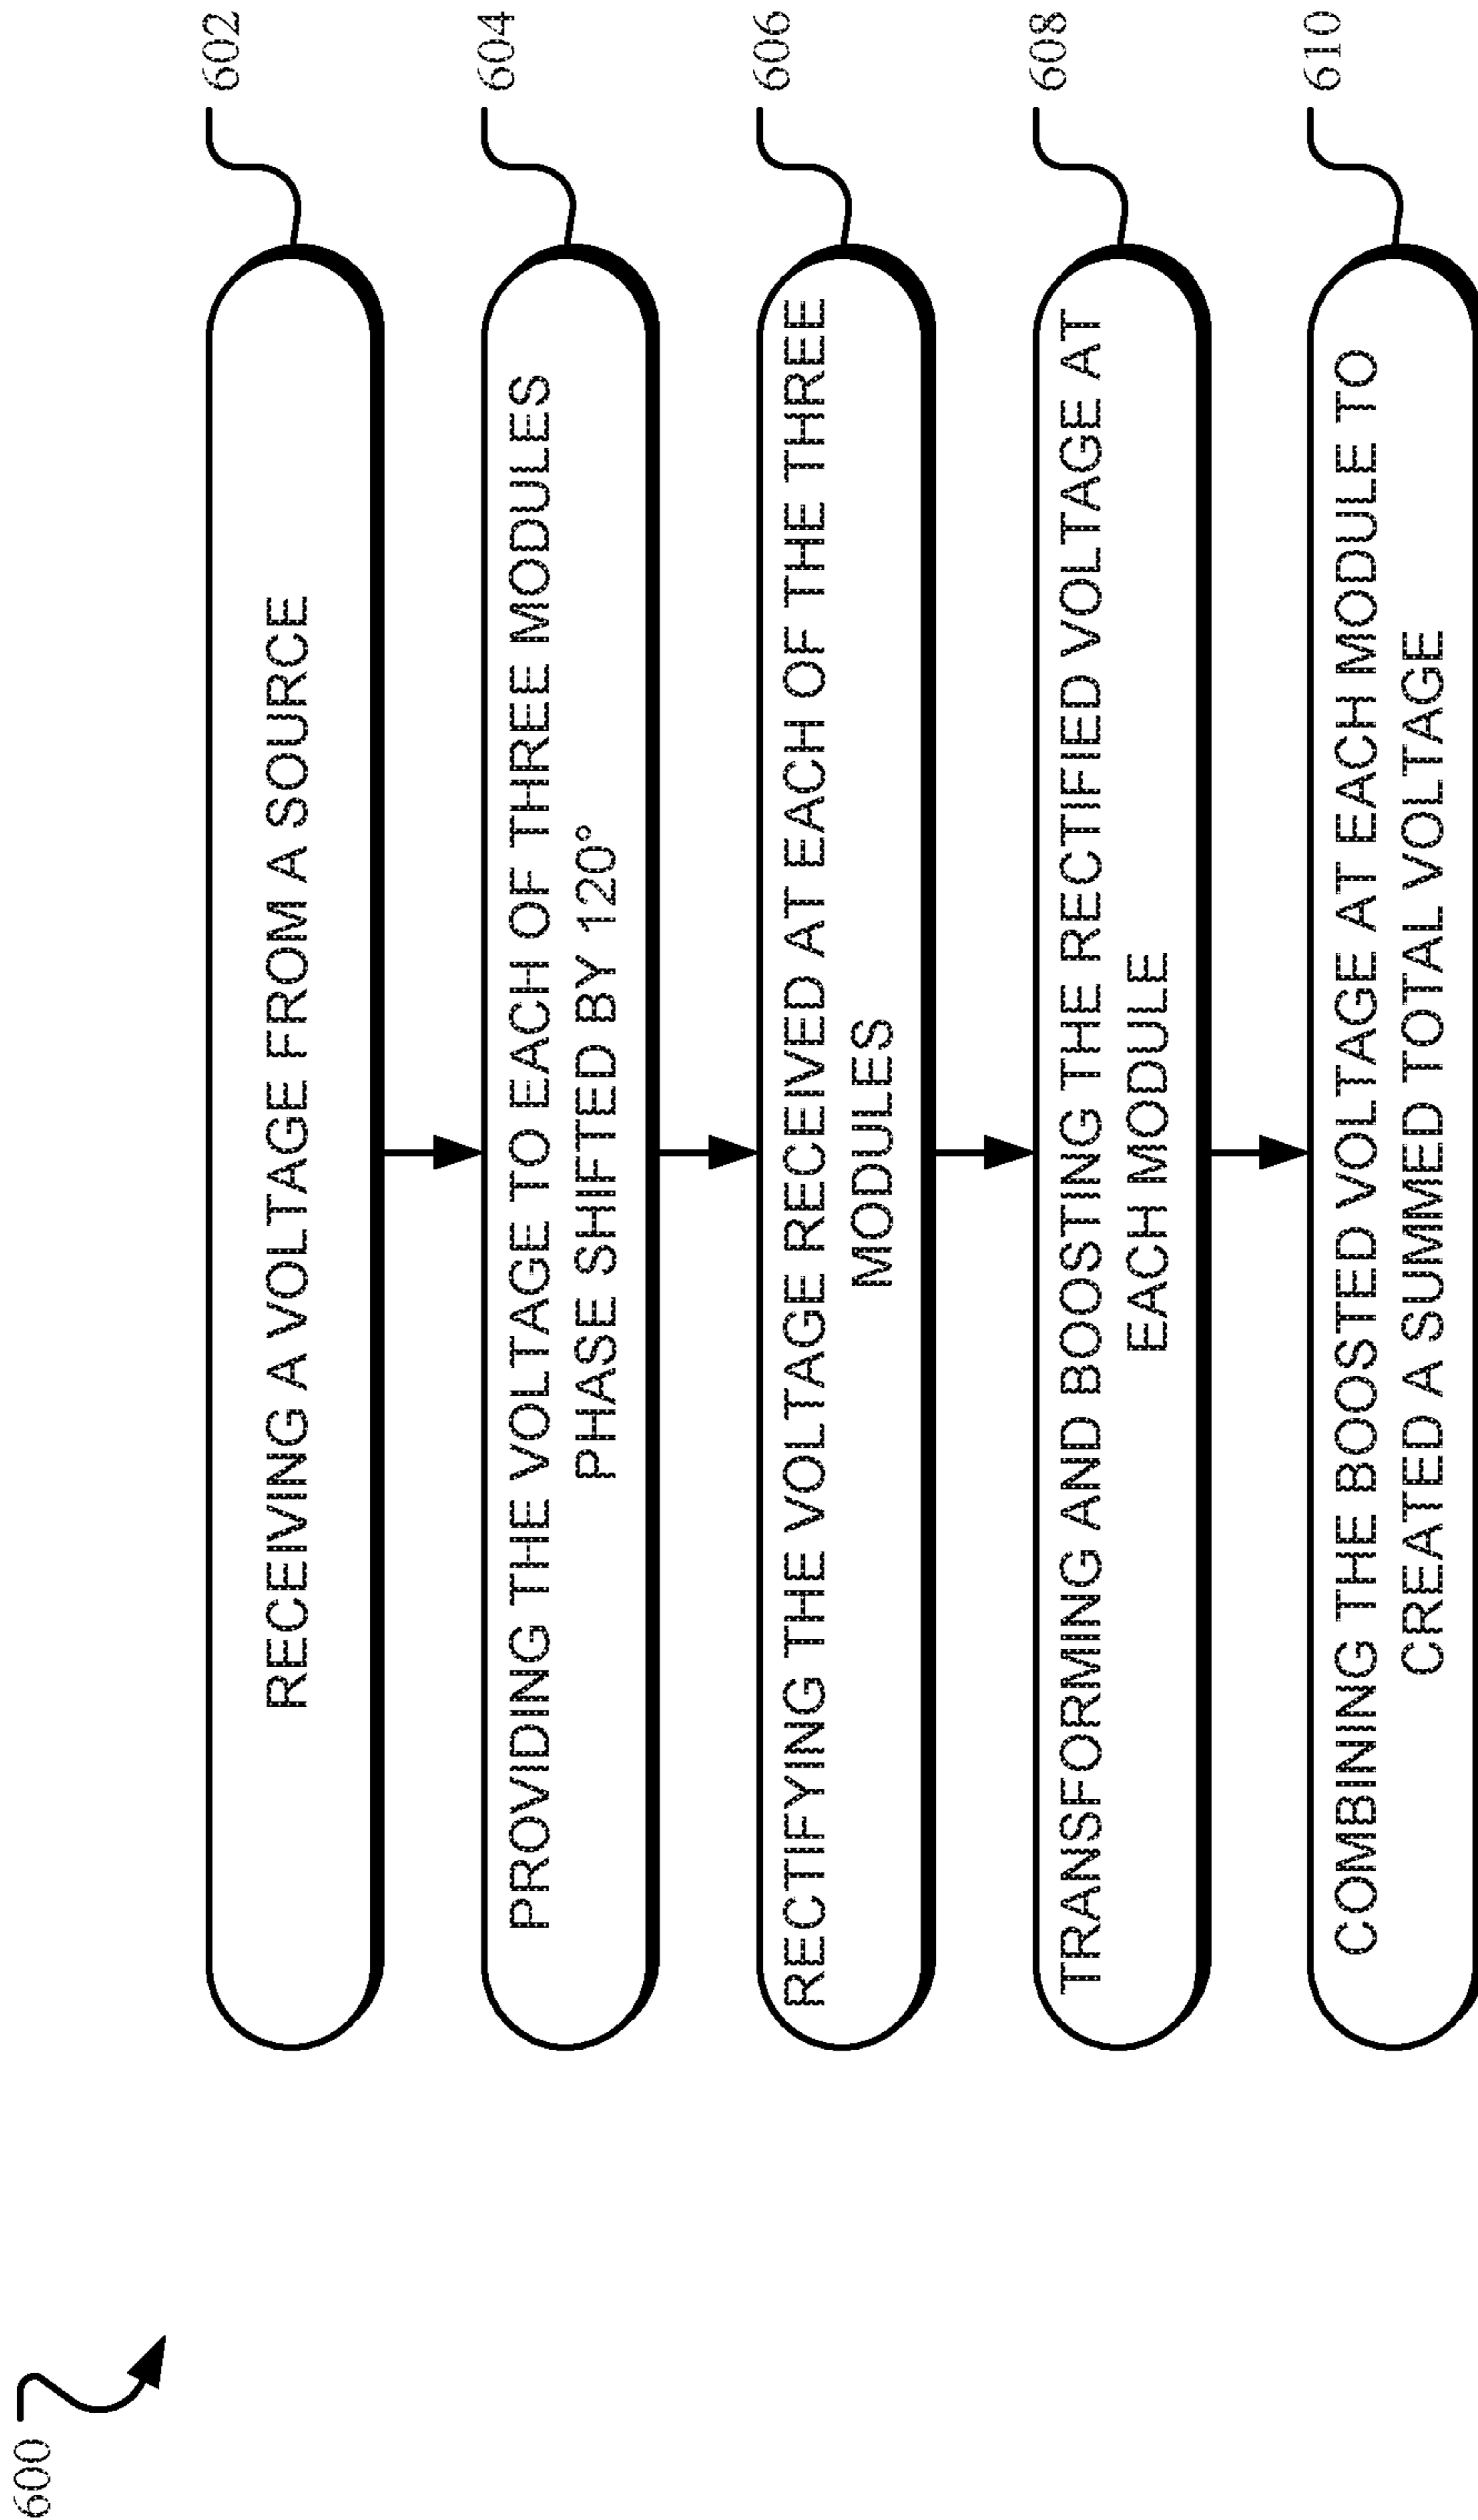 600
RECEIVING A VOLTAGE FROM A SOURCE
602
PROVIDING THE VOLTAGE TO EACH OF THREE MODULES
PHASE SHIFTED BY 120°
604
RECTIFYING THE VOLTAGE RECEIVED AT EACH OF THE THREE
MODULES
606
TRANSFORMING AND BOOSTING THE RECTIFIED VOLTAGE AT
EACH MODULE
608
COMBINING THE BOOSTED VOLTAGE AT EACH MODULE TO
CREATED A SUMMED TOTAL VOLTAGE
610